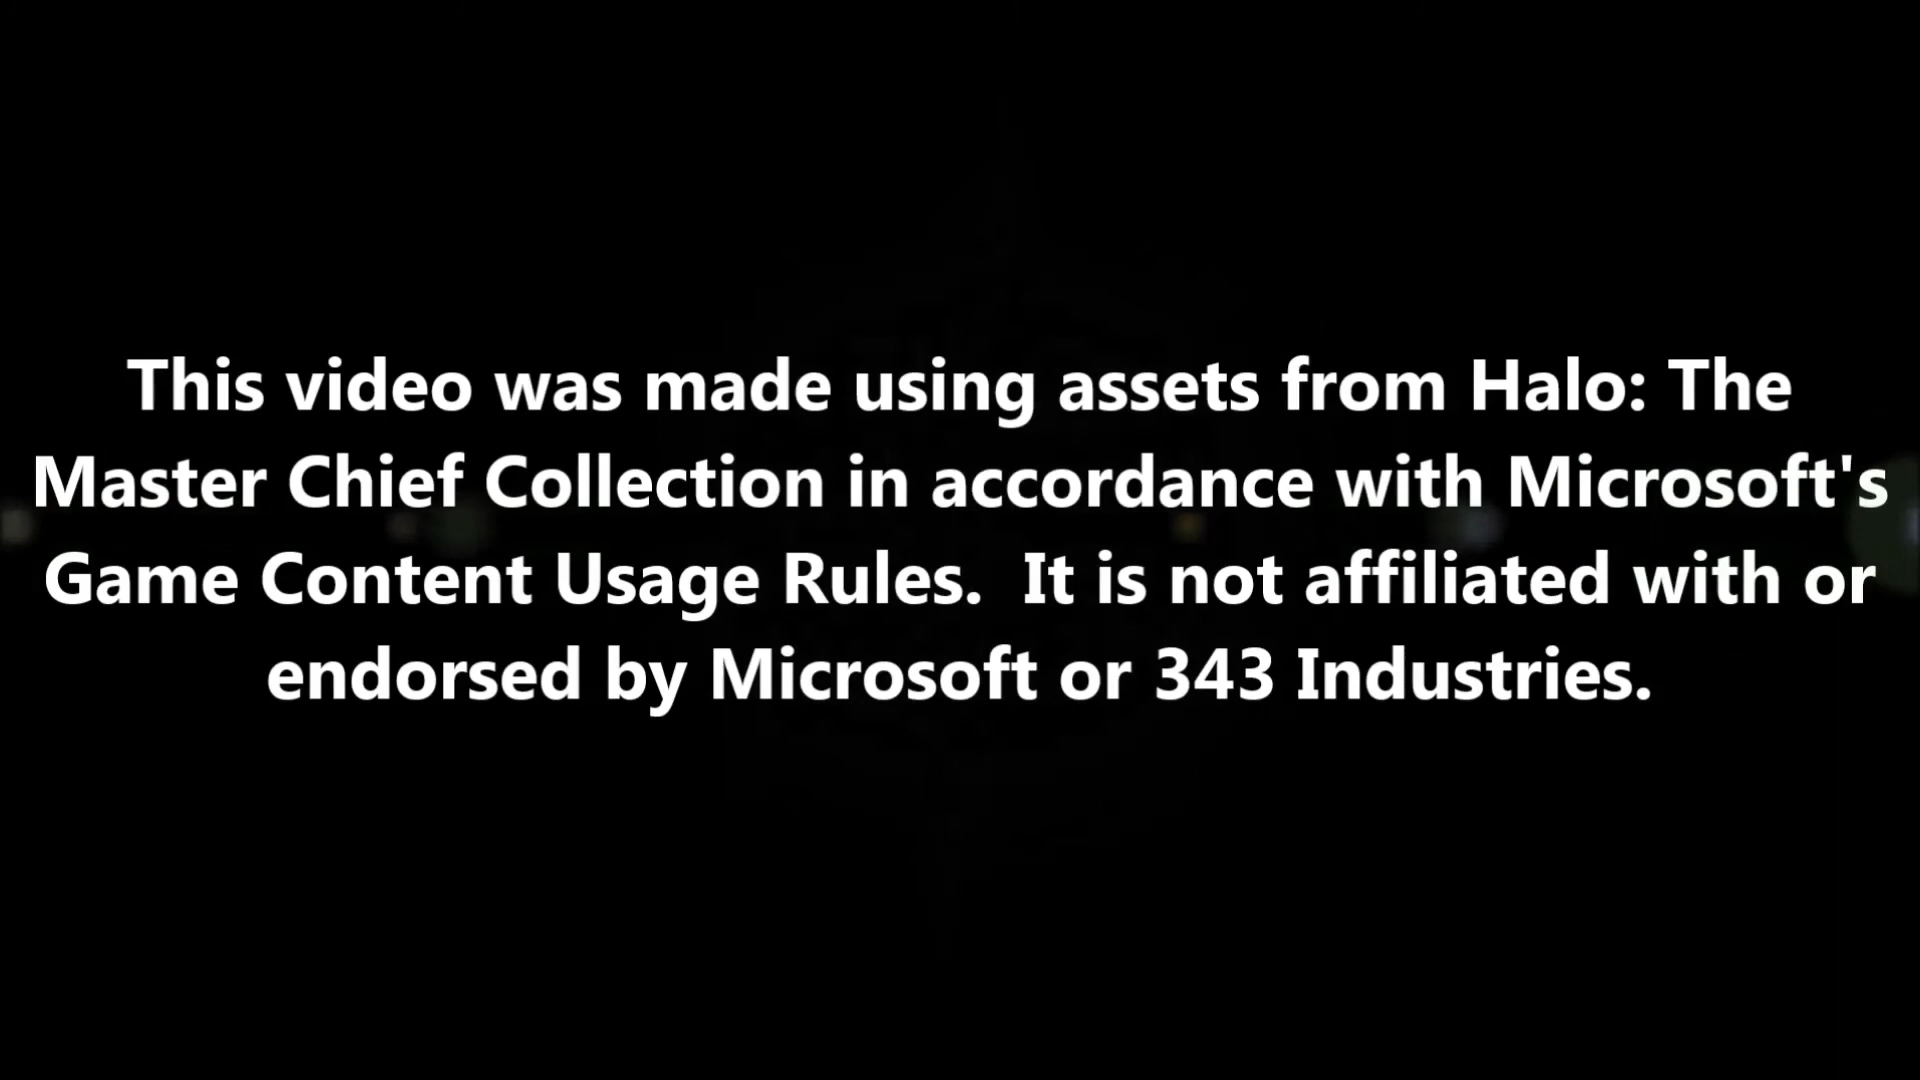 This video was made using assets from Halo: The
Master Chief Collection in accordance with Microsoft's
Game Content Usage Rules.  It is not affiliated with or
endorsed by Microsoft or 343 Industries.